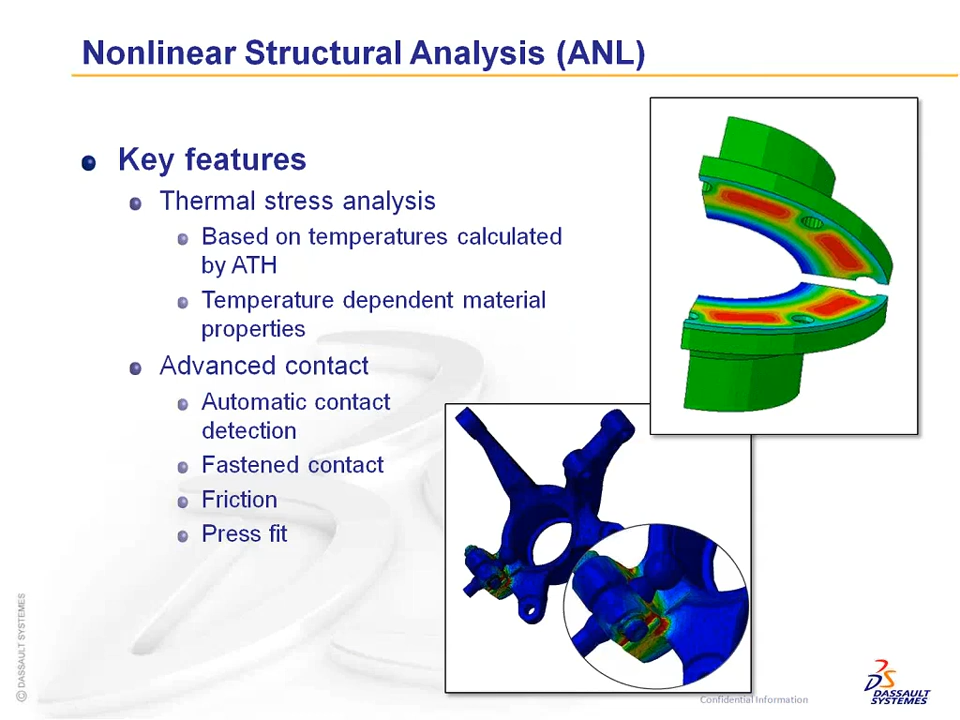 Nonlinear Structural Analysis (ANL)
Key features
Thermal stress analysis
Based on temperatures calculated
by ATH
Temperature dependent material
properties
Advanced contact
Automatic contact
detection
Fastened contact
Friction
Press fit
© DASSAULT SYSTEMES
Confidential Information
DS
DASSAULT
SYSTEMES